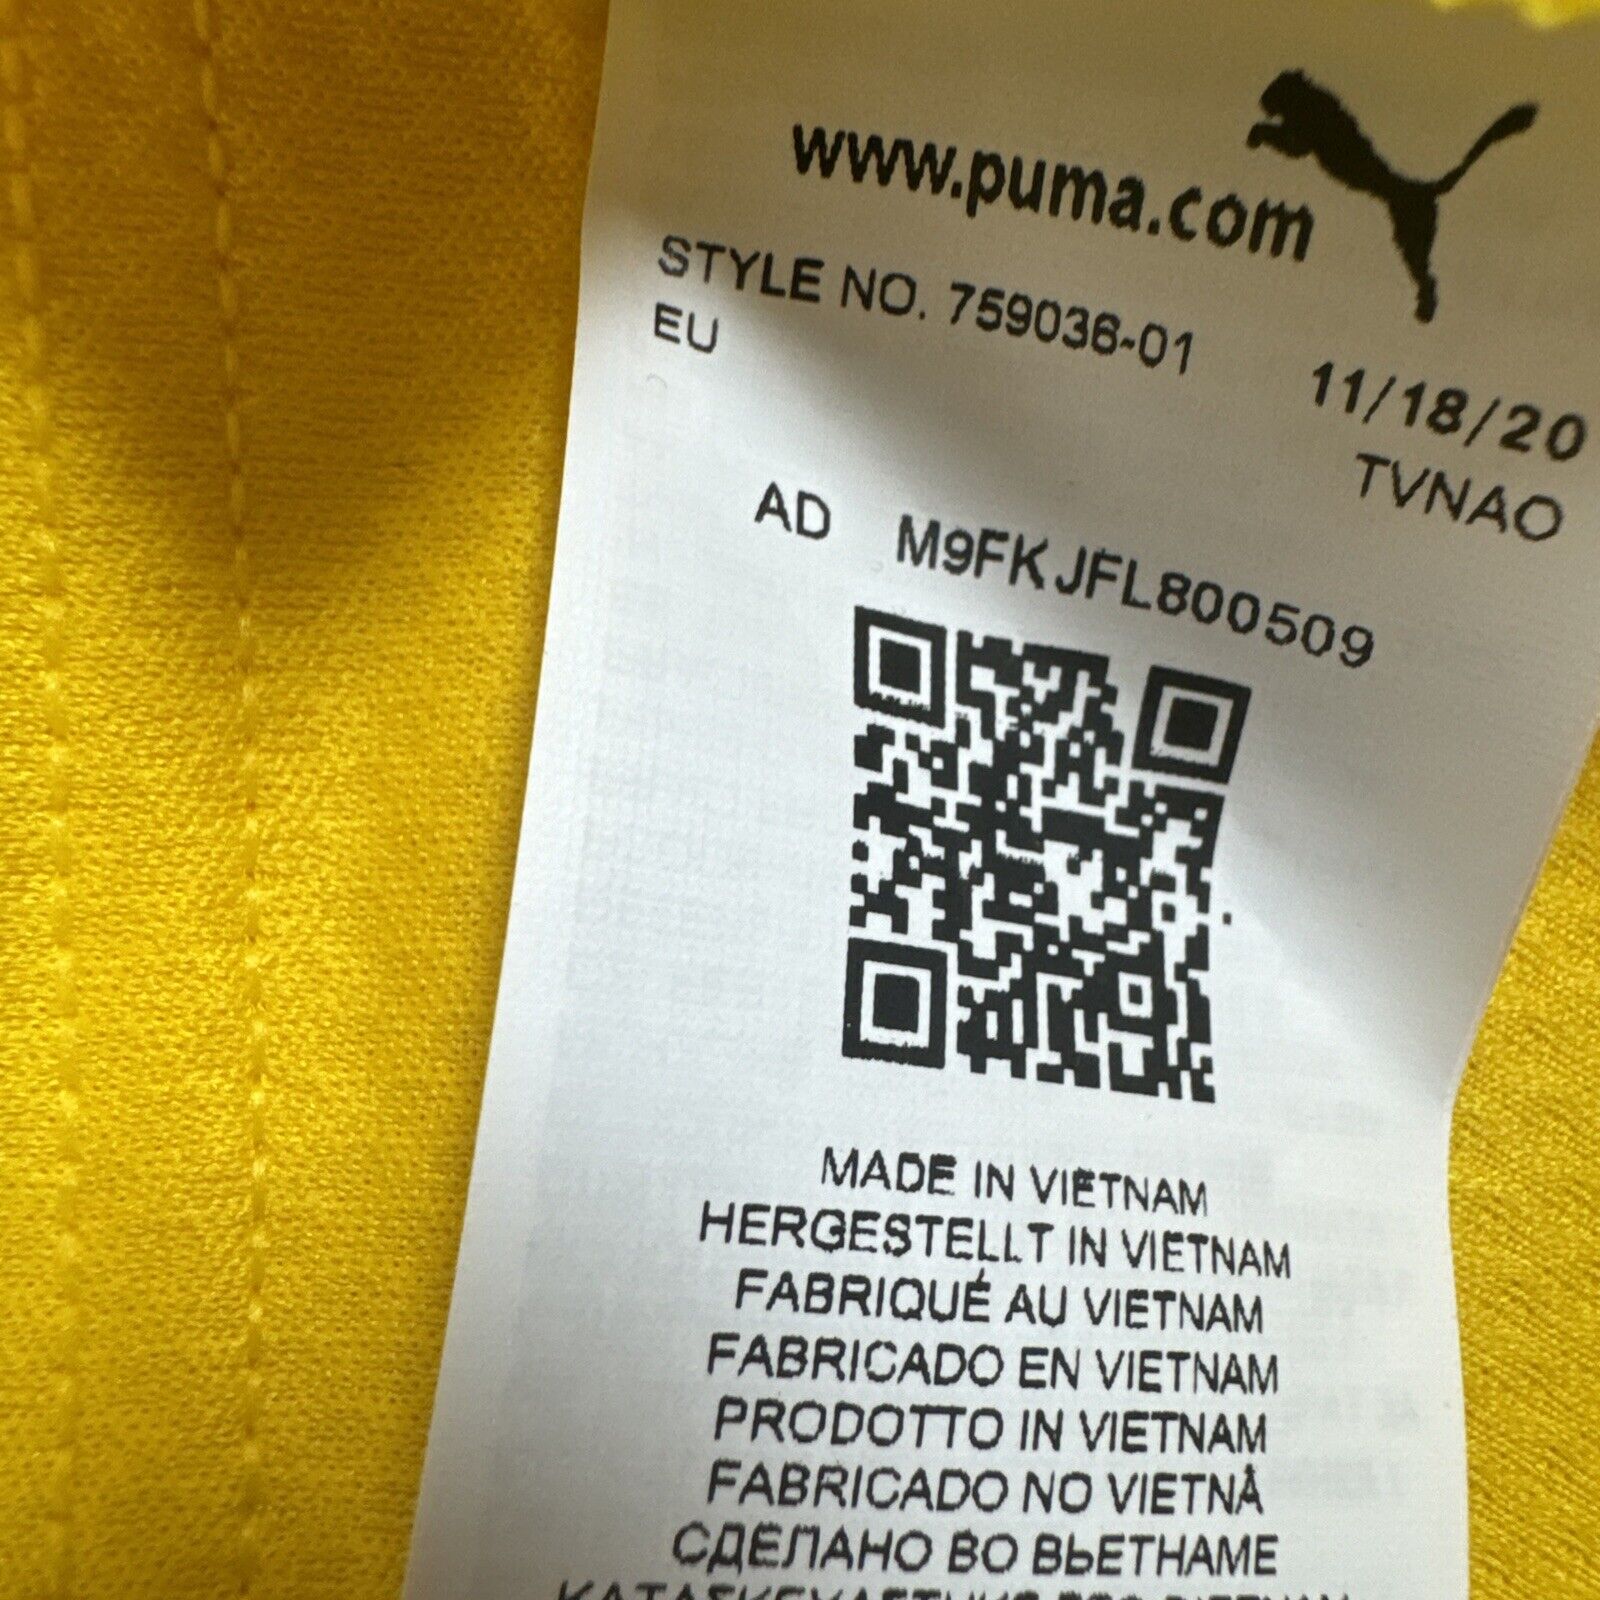 www.puma.com
STYLE NO. 759036-01
EU
11/18/20
TVNAO
AD M9FKJFL800509
MADE IN VIETNAM
HERGESTELLT IN VIETNAM
FABRIQUÉ AU VIETNAM
FABRICADO EN VIETNAM
PRODOTTO IN VIETNAM
FABRICADO NO VIETNÃ
СДЕЛАНО ВО ВЬЕТНАМЕ